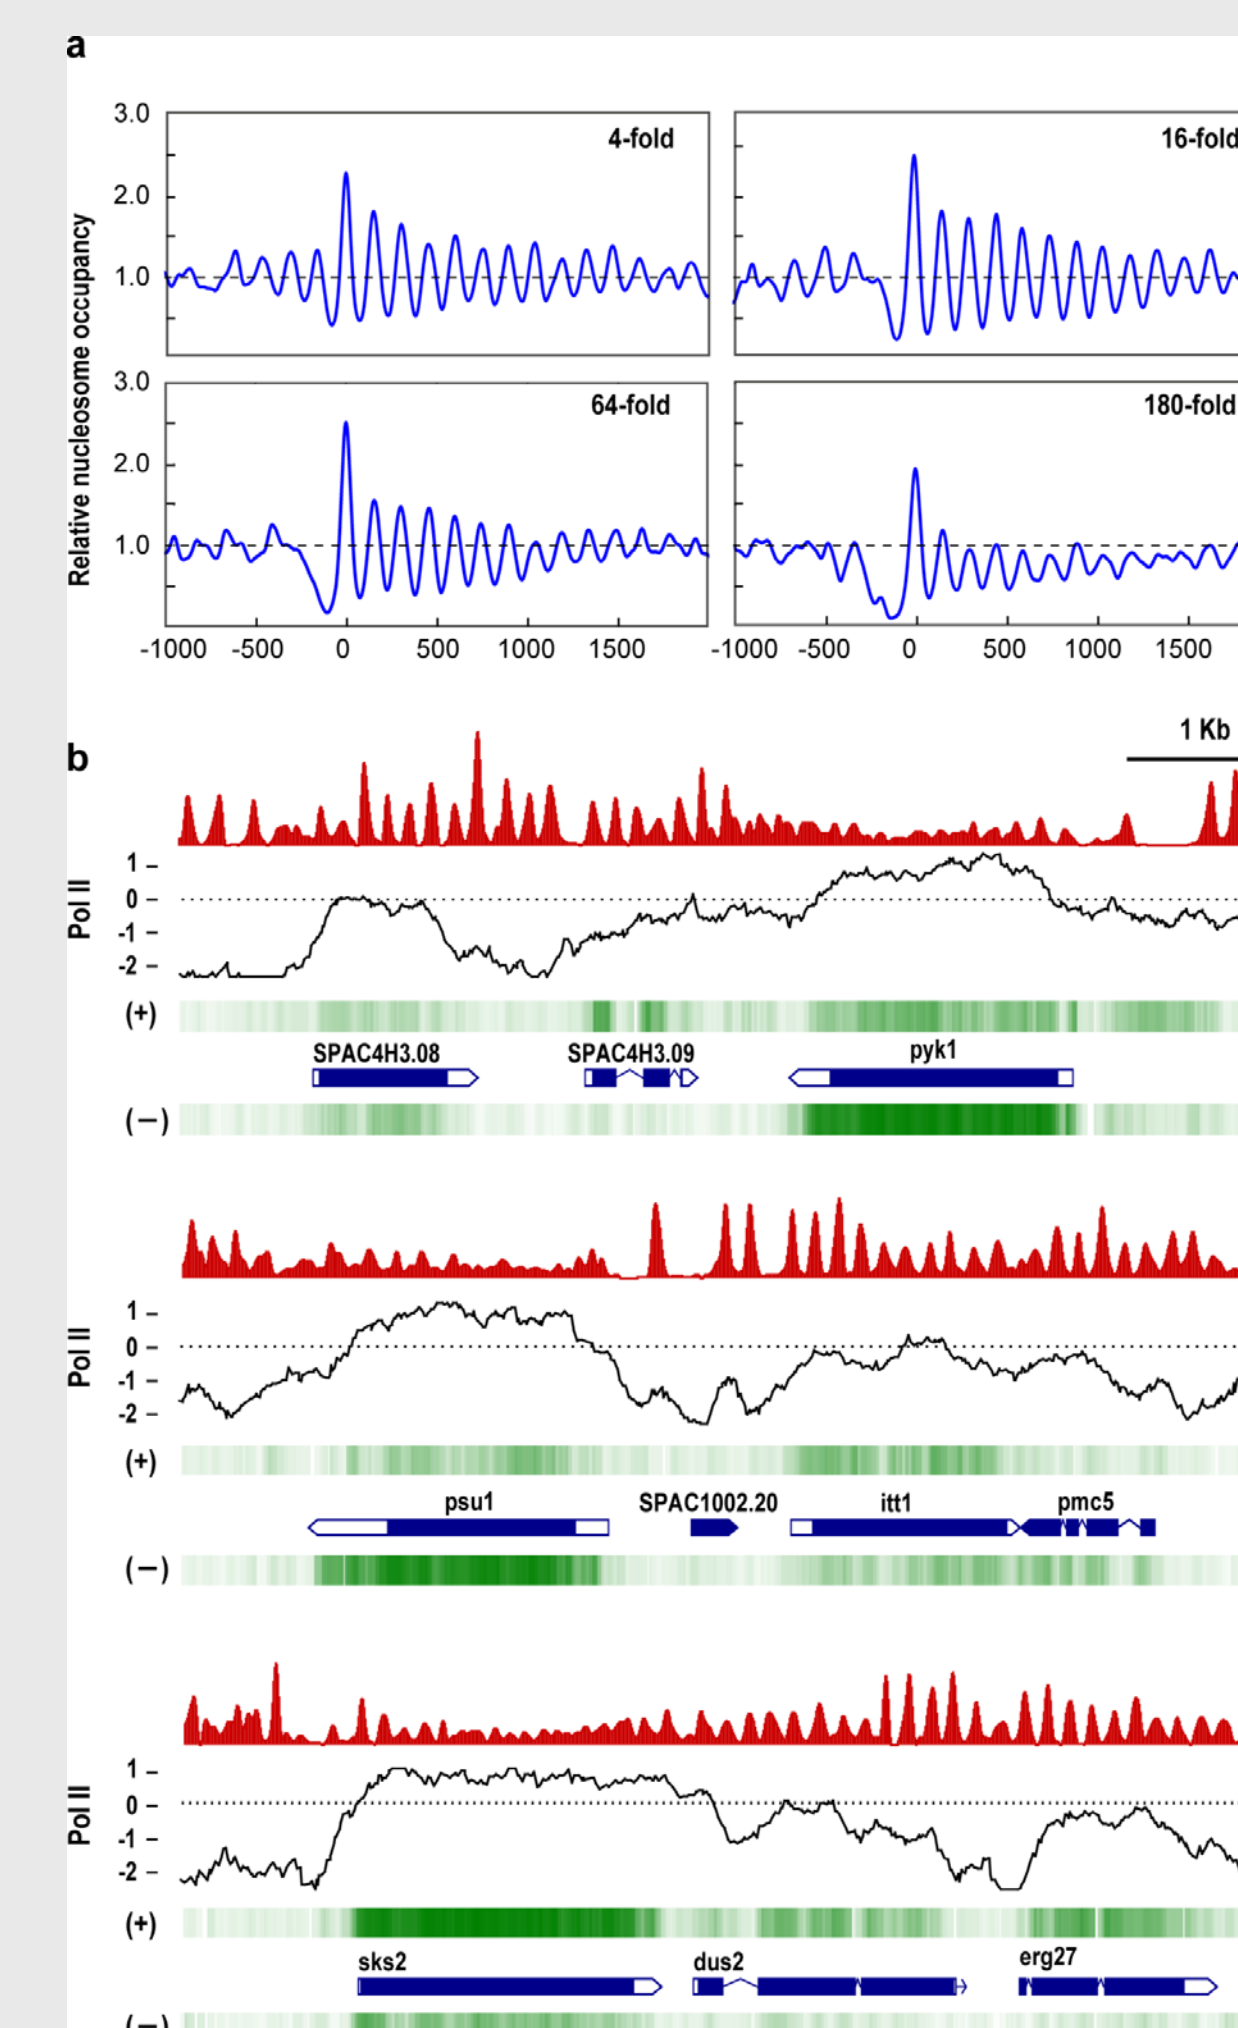 a
3.0
4-fold
16-fold
2.0
1.0
Relative nucleosome occupancy
3.0
64-fold
180-fold
2.0
1.0
-1000 -500 0 500 1000 1500
-1000 -500 0 500 1000 1500
b
1 Kb
Pol II
1
0
-1
-2
(+)
SPAC4H3.08 SPAC4H3.09 pyk1
(−)
Pol II
1
0
-1
-2
(+)
psu1 SPAC1002.20 itt1 pmc5
(−)
Pol II
1
0
-1
-2
(+)
sks2 dus2 erg27
(−)